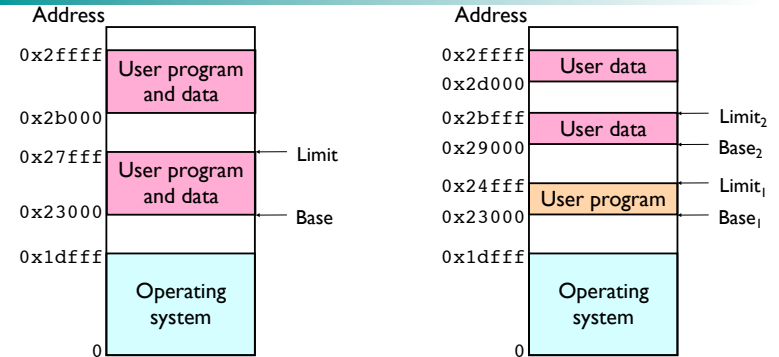 Address
0x2ffff
User program
and data
0x2b000
0x27fff
Limit
User program
and data
0x23000
Base
0x1dfff
Operating
system
0
Address
0x2ffff
User data
0x2d000
0x2bfff
Limit₂
User data
0x29000
Base₂
0x24fff
Limit₁
User program
0x23000
Base₁
0x1dfff
Operating
system
0